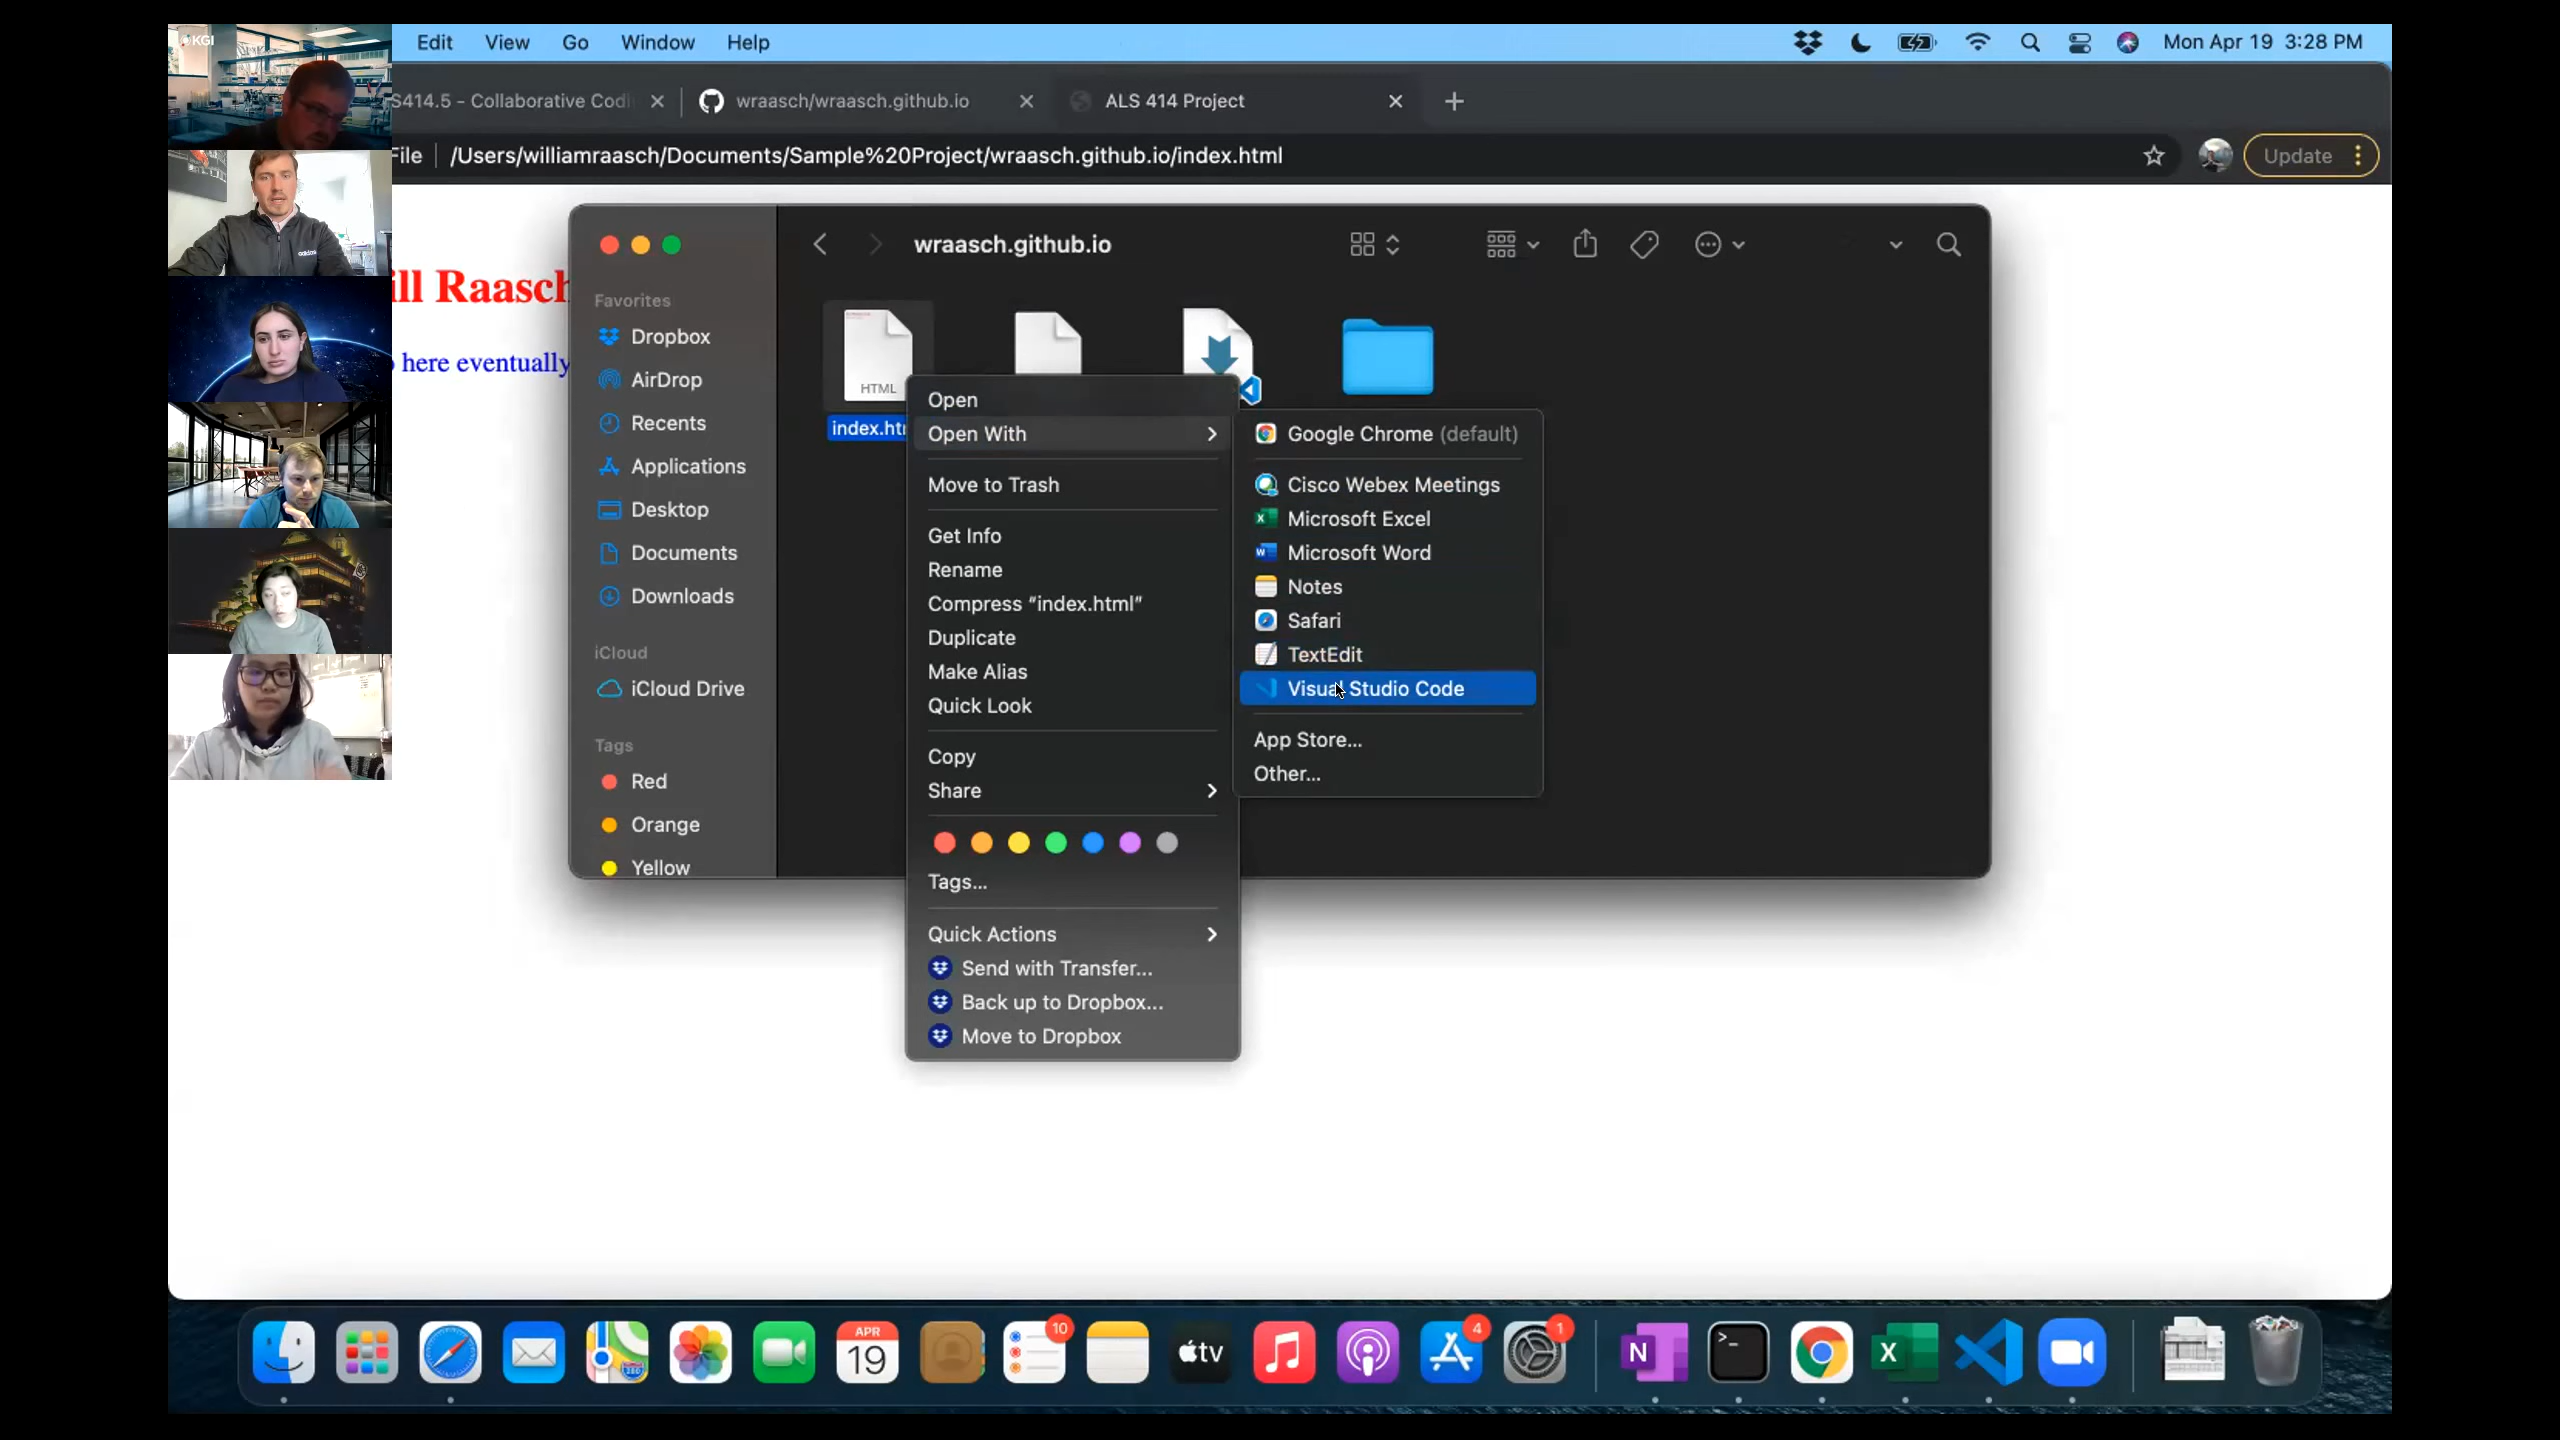 KGI
Edit View Go Window Help
Mon Apr 19 3:28 PM
S414.5 - Collaborative Codi
wraasch/wraasch.github.io
ALS 414 Project
File
/Users/williamraasch/Documents/Sample%20Project/wraasch.github.io/index.html
Update
ill Raasch
here eventually
wraasch.github.io
Favorites
Dropbox
AirDrop
Recents
Applications
Desktop
Documents
Downloads
iCloud
iCloud Drive
Tags
Red
Orange
Yellow
HTML
index.htm
Open
Open With
Move to Trash
Get Info
Rename
Compress “index.html”
Duplicate
Make Alias
Quick Look
Copy
Share
Tags...
Quick Actions
Send with Transfer...
Back up to Dropbox...
Move to Dropbox
Google Chrome (default)
Cisco Webex Meetings
Microsoft Excel
Microsoft Word
Notes
Safari
TextEdit
Visual Studio Code
App Store...
Other...
adidas
APR
19
10
tv
4
1
N
>_
X